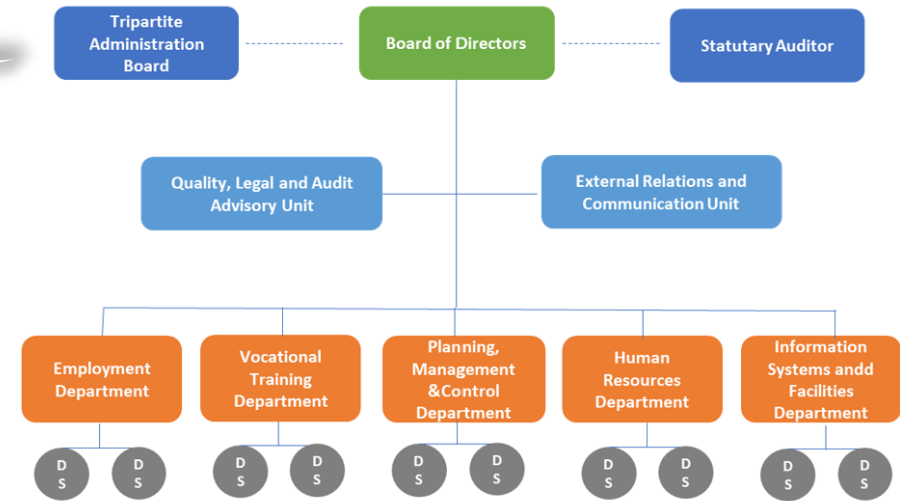 Tripartite
Administration
Board
Board of Directors
Statutary Auditor
Quality, Legal and Audit
Advisory Unit
External Relations and
Communication Unit
Employment
Department
Vocational
Training
Department
Planning,
Management
&Control
Department
Human
Resources
Department
Information
Systems andd
Facilities
Department
D
S
D
S
D
S
D
S
D
S
D
S
D
S
D
S
D
S
D
S